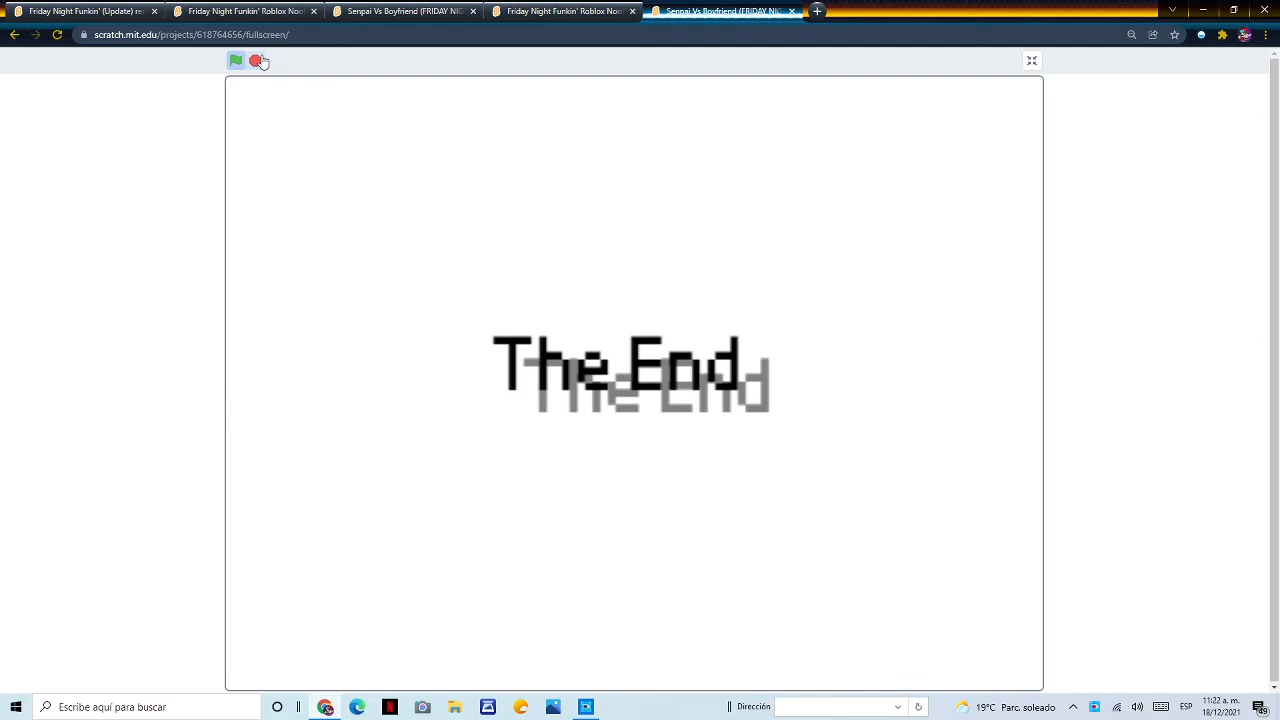 Friday Night Funkin' (Update) re
Friday Night Funkin' Roblox Noo
Senpai Vs Boyfriend (FRIDAY NIG
Friday Night Funkin' Roblox Noo
Senpai Vs Boyfriend (FRIDAY NIG
scratch.mit.edu/projects/618764656/fullscreen/
The End
The End
Escribe aquí para buscar
Dirección
19°C Parc. soleado
ESP
11:22 a. m.
18/12/2021